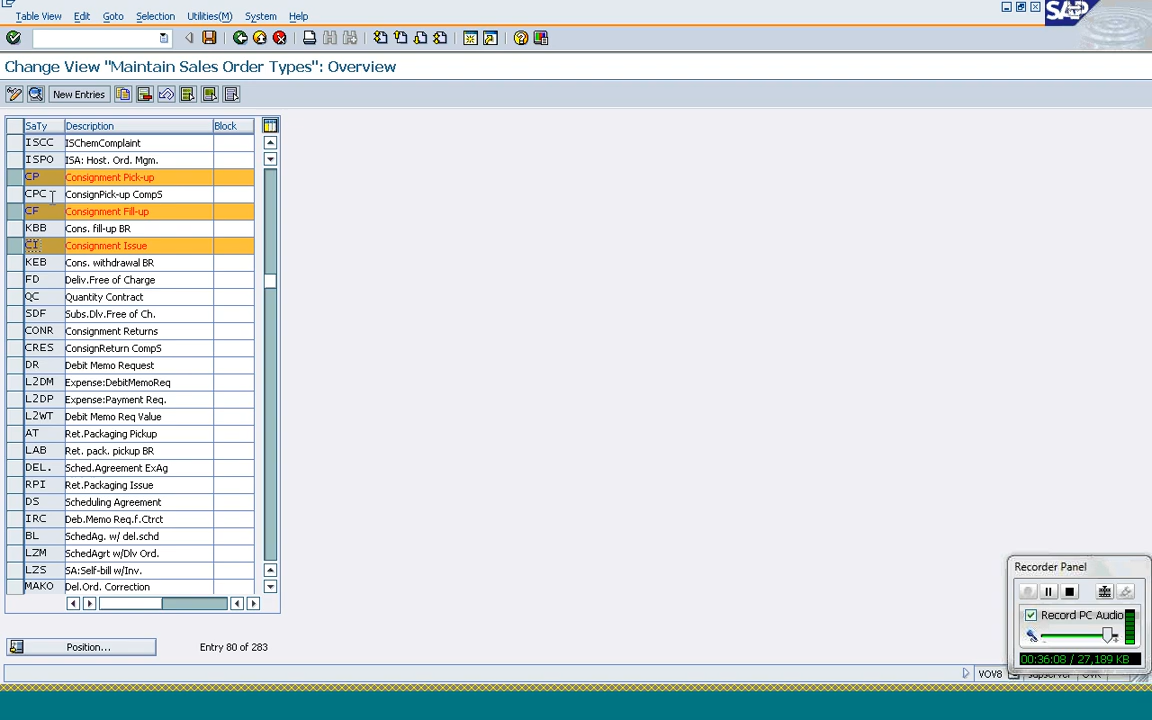 Table View Edit Goto Selection Utilities(M) System Help
SAP
Change View "Maintain Sales Order Types": Overview
New Entries
SaTy Description Block
ISCC ISChemComplaint
ISPO ISA: Host. Ord. Mgm.
CP Consignment Pick-up
CPC ConsignPick-up CompS
CF Consignment Fill-up
KBB Cons. fill-up BR
CI Consignment Issue
KEB Cons. withdrawal BR
FD Deliv.Free of Charge
QC Quantity Contract
SDF Subs.Dlv.Free of Ch.
CONR Consignment Returns
CRES ConsignReturn CompS
DR Debit Memo Request
L2DM Expense:DebitMemoReq
L2DP Expense:Payment Req.
L2WT Debit Memo Req Value
AT Ret.Packaging Pickup
LAB Ret. pack. pickup BR
DEL. Sched.Agreement ExAg
RPI Ret.Packaging Issue
DS Scheduling Agreement
IRC Deb.Memo Req.f.Ctrct
BL SchedAg. w/ del.schd
LZM SchedAgrt w/Dlv Ord.
LZS SA:Self-bill w/Inv.
MAKO Del.Ord. Correction
Position... Entry 80 of 283
Recorder Panel
Record PC Audio
00:36:08 / 27,189 KB
VOV8
OVR